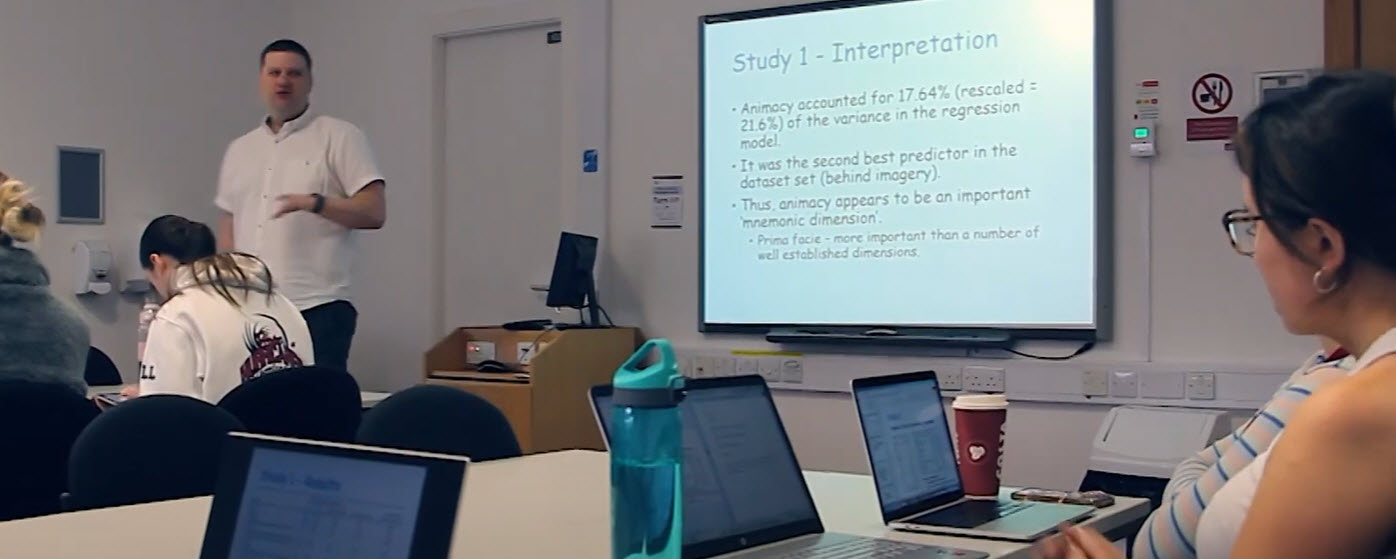 Study 1 - Interpretation
• Animacy accounted for 17.64% (rescaled =
21.6%) of the variance in the regression
model.
• It was the second best predictor in the
dataset set (behind imagery).
• Thus, animacy appears to be an important
'mnemonic dimension'.
• Prima facie - more important than a number of
well established dimensions.
COSTA